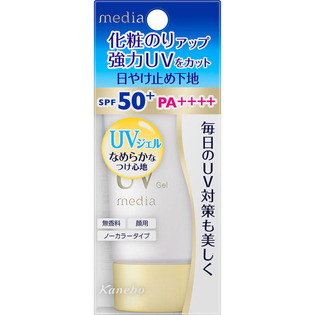 media
化粧のりアップ
強力UVをカット
日やけ止め下地
SPF 50+ PA++++
UVジェル
なめらかな
つけ心地
毎日のUV対策も美しく
UV Gel
media
無香料
顔用
ノーカラータイプ
Kanebo